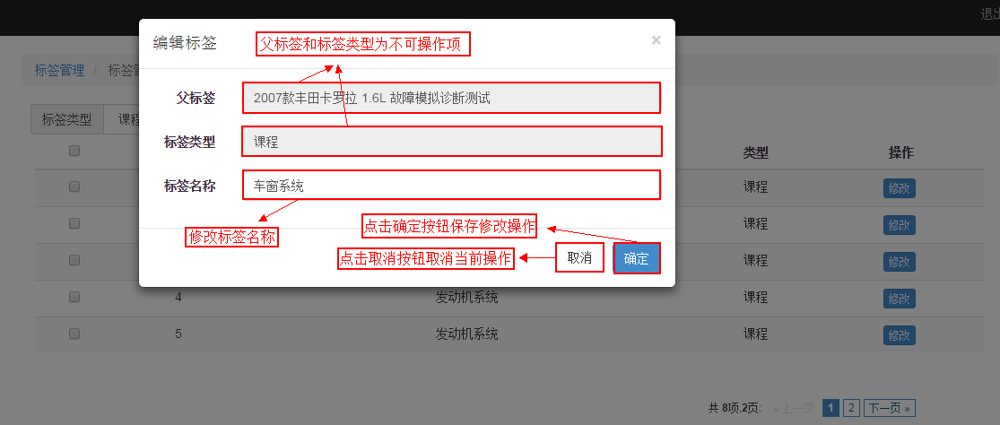 退出
编辑标签
父标签和标签类型为不可操作项
×
标签管理 / 标签管
父标签
2007款丰田卡罗拉 1.6L 故障模拟诊断测试
标签类型 课程
标签类型
课程
类型 操作
标签名称
车窗系统
课程 修改
课程 修改
修改标签名称
点击确定按钮保存修改操作
点击取消按钮取消当前操作
取消
确定
课程 修改
4 发动机系统 课程 修改
5 发动机系统 课程 修改
共 8项,2页: « 上一页 1 2 下一页 »